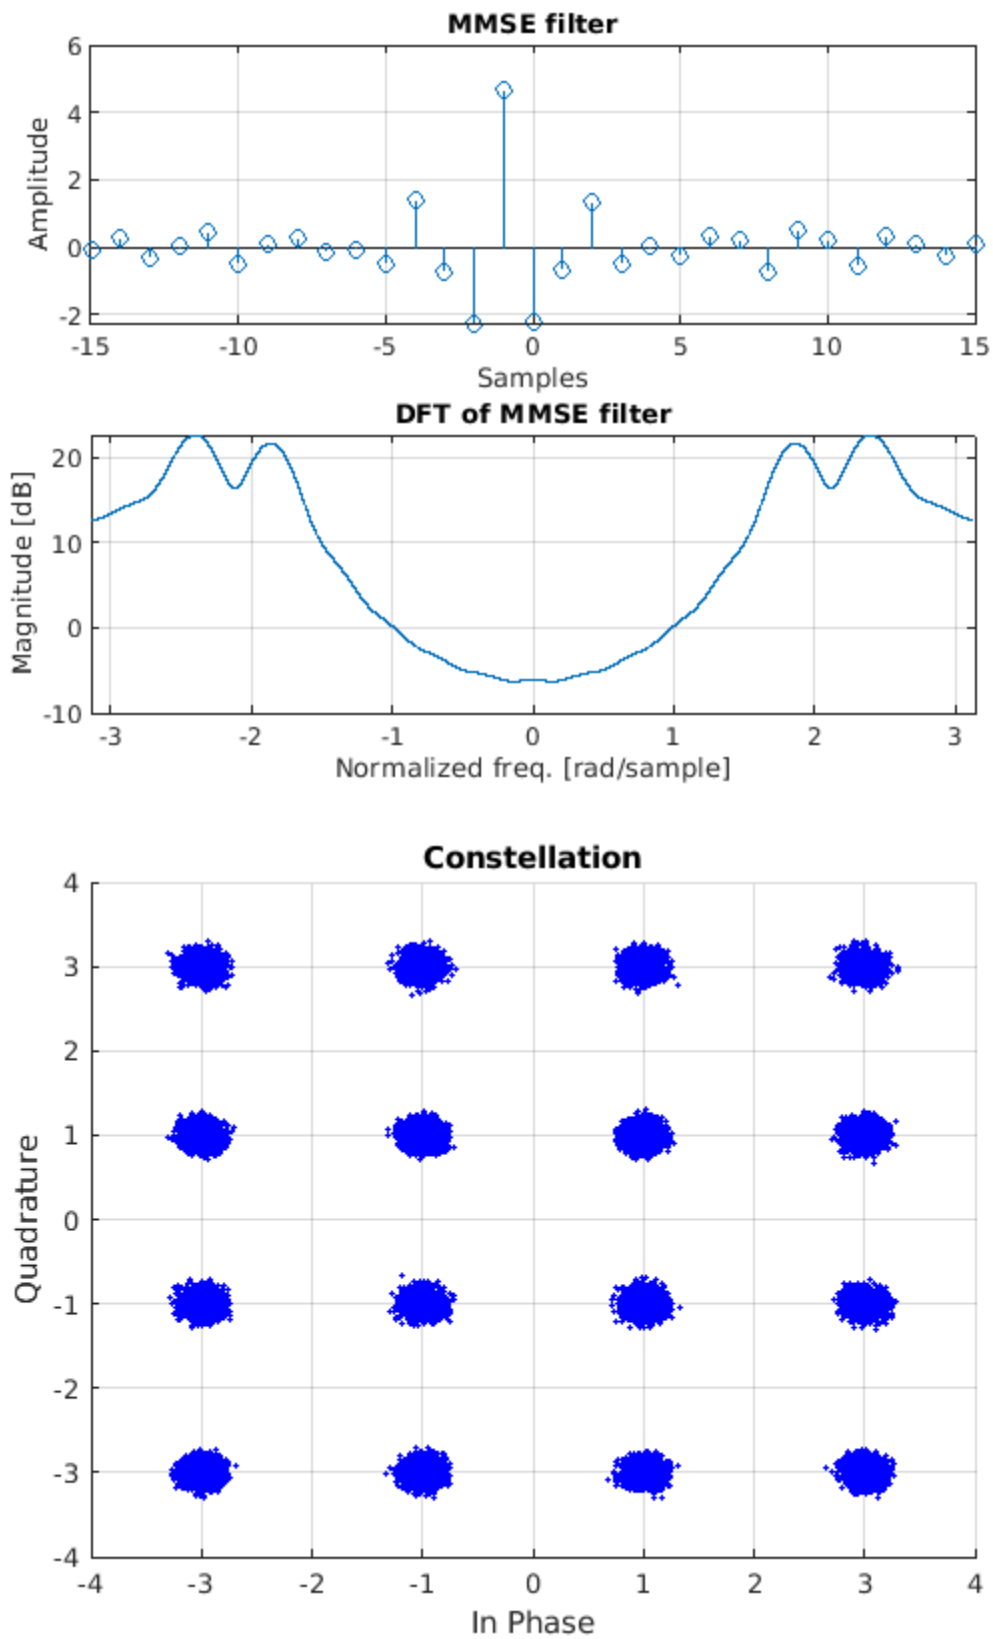 MMSE filter
6
4
2
0
-2
Amplitude
-15 -10 -5 0 5 10 15
Samples
DFT of MMSE filter
20
10
0
-10
Magnitude [dB]
-3 -2 -1 0 1 2 3
Normalized freq. [rad/sample]
Constellation
4
3
2
1
0
-1
-2
-3
-4
Quadrature
-4 -3 -2 -1 0 1 2 3 4
In Phase